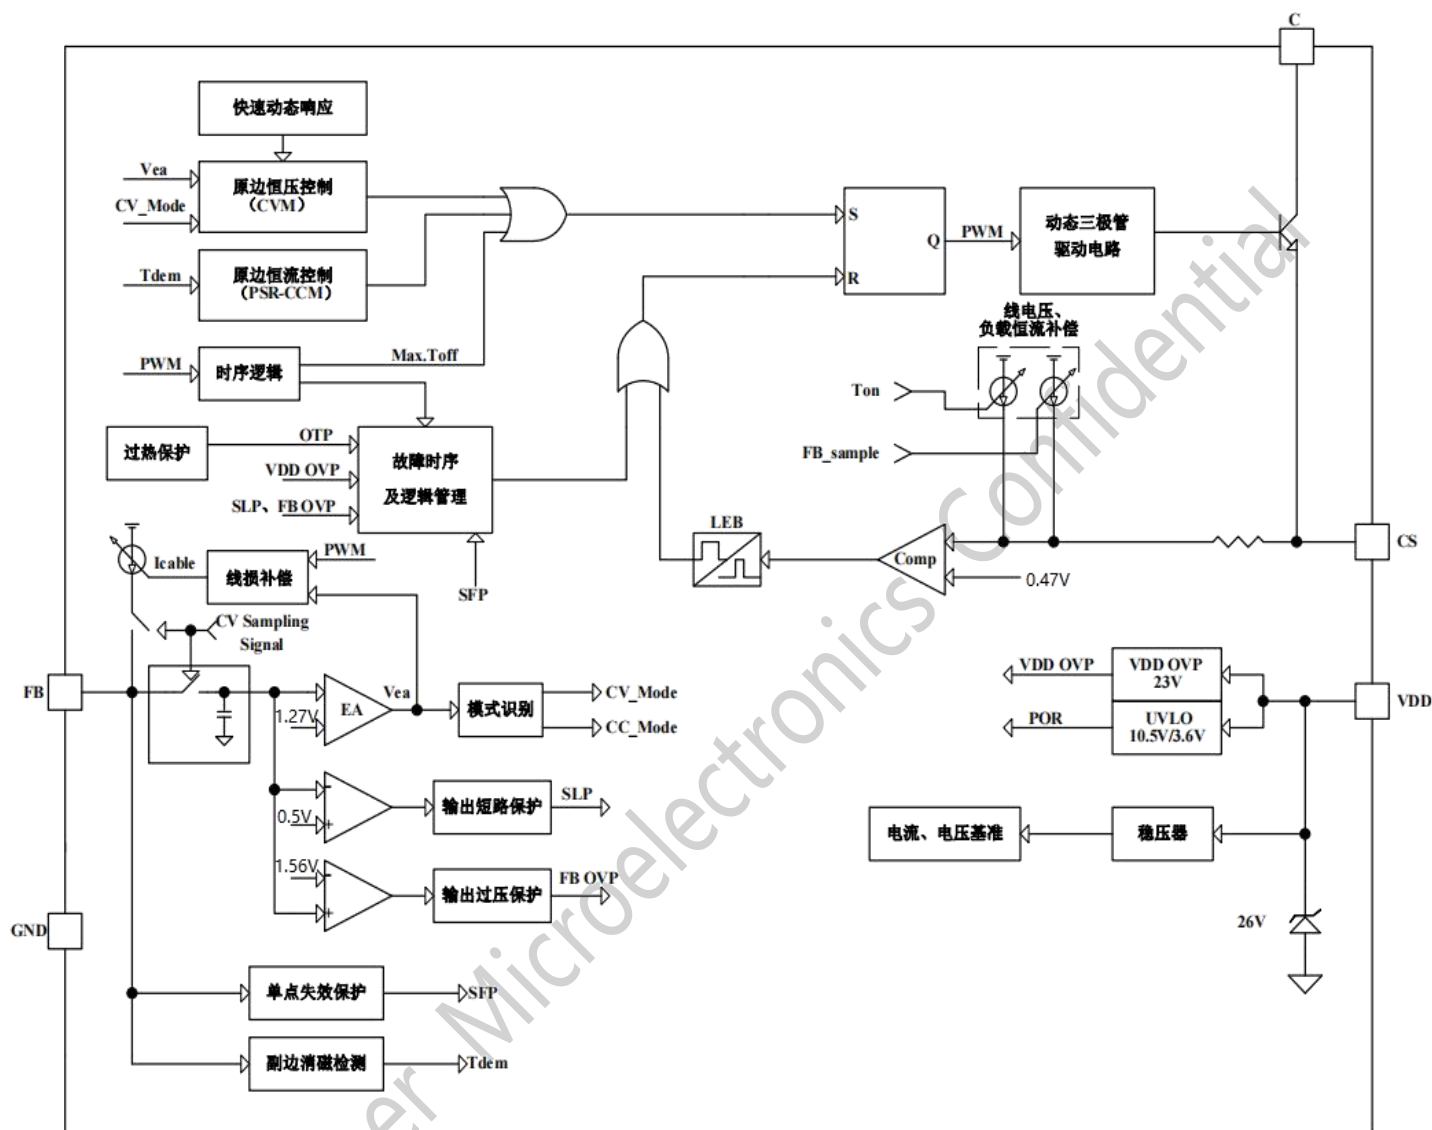 C
快速动态响应
Vea
原边恒压控制
（CVM）
CV_Mode
S
Q
PWM
动态三极管
驱动电路
Tdem
原边恒流控制
（PSR-CCM）
R
线电压、
负载恒流补偿
Max.Toff
PWM
时序逻辑
Ton
过热保护
OTP
VDD OVP
SLP、FB OVP
故障时序
及逻辑管理
FB_sample
LEB
Comp
CS
0.47V
Icable
线损补偿
PWM
SFP
CV Sampling
Signal
FB
1.27V
EA
Vea
模式识别
CV_Mode
CC_Mode
VDD OVP
VDD OVP
23V
POR
UVLO
10.5V/3.6V
VDD
0.5V
-
+
输出短路保护
SLP
电流、电压基准
稳压器
1.56V
-
+
输出过压保护
FB OVP
GND
26V
单点失效保护
SFP
副边消磁检测
Tdem
er Microelectronics Confidential